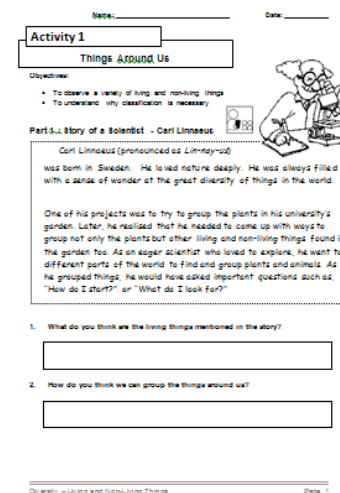 Name: Date:
Activity 1
Things Around Us
Objectives:
• To observe a variety of living and non-living things
• To understand why classification is necessary
Part 1.. Story of a Scientist - Carl Linnaeus
Carl Linnaeus (pronounced as Lin-nay-us)
was born in Sweden. He loved nature deeply. He was always filled
with a sense of wonder at the great diversity of things in the world.
One of his projects was to try to group the plants in his university's
garden. Later, he realised that he needed to come up with ways to
group not only the plants but other living and non-living things found i
the garden too. As an eager scientist who loved to explore, he went to
different parts of the world to find and group plants and animals. As
he grouped things, he would have asked important questions such as,
"How do I start?" or "What do I look for?"
1. What do you think are the living things mentioned in the story?
2. How do you think we can group the things around us?
Diversity – Living and Non-Living Things Page 1